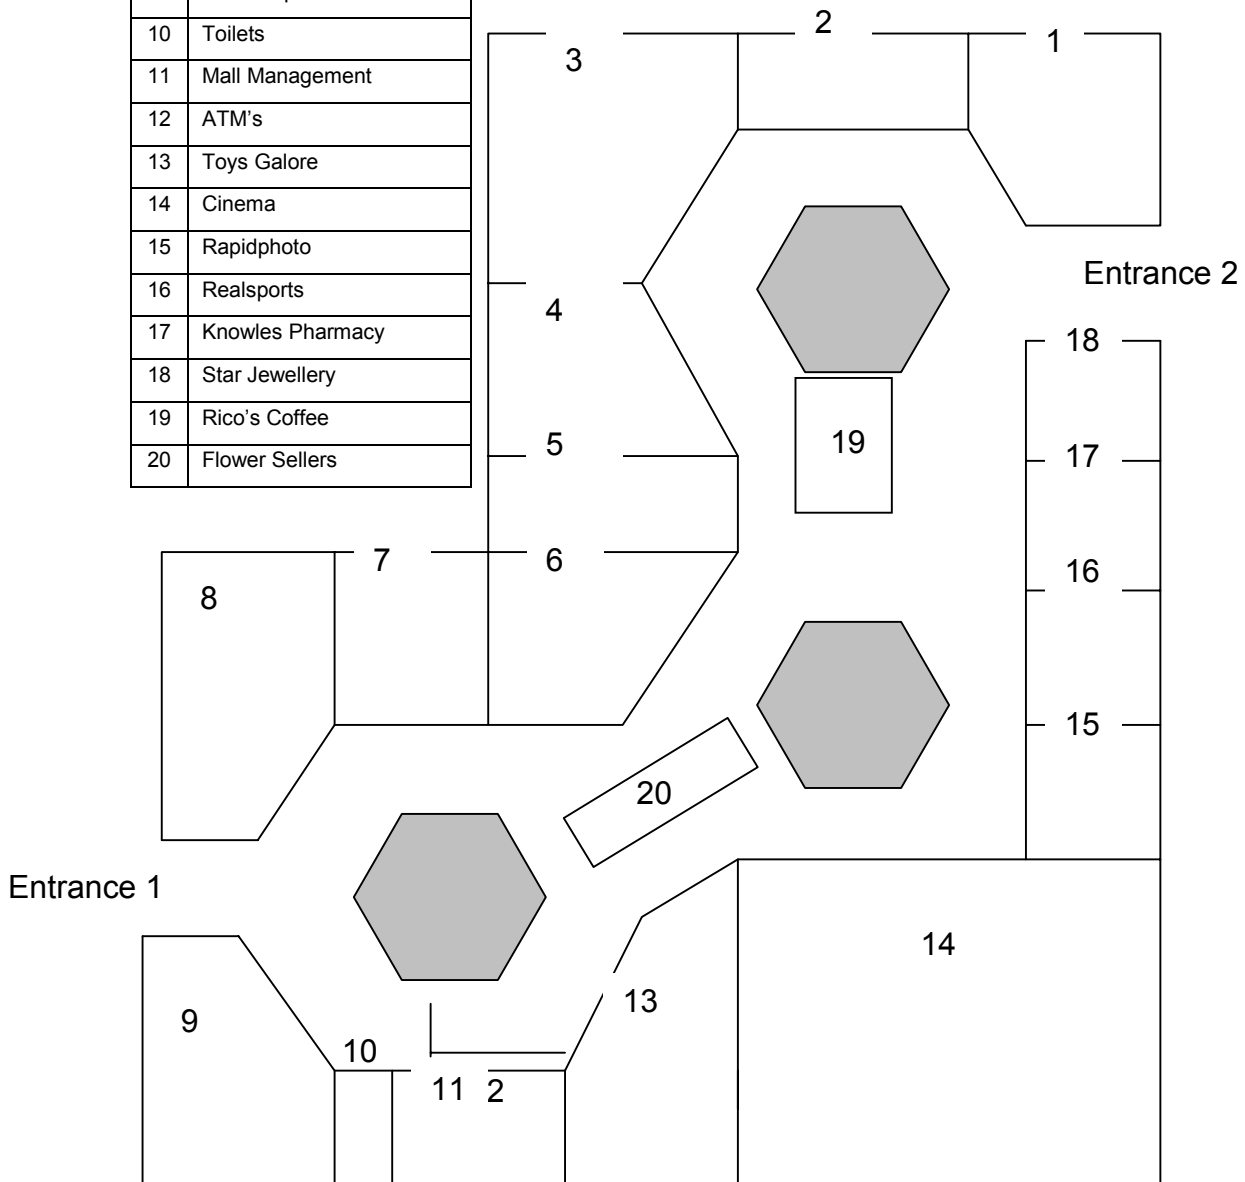 10 Toilets
11 Mall Management
12 ATM's
13 Toys Galore
14 Cinema
15 Rapidphoto
16 Realsports
17 Knowles Pharmacy
18 Star Jewellery
19 Rico's Coffee
20 Flower Sellers
2
1
3
Entrance 2
4
18
19
5
17
7
6
16
8
15
20
Entrance 1
14
13
9
10
11 2